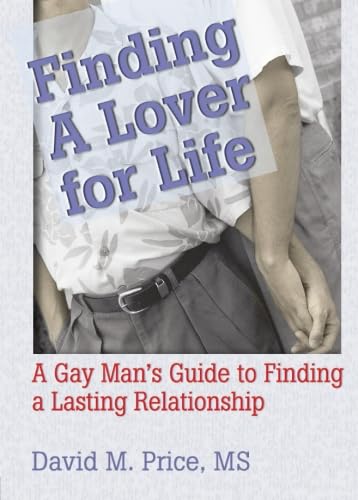 Finding
A Lover
for Life
A Gay Man's Guide to Finding
a Lasting Relationship
David M. Price, MS